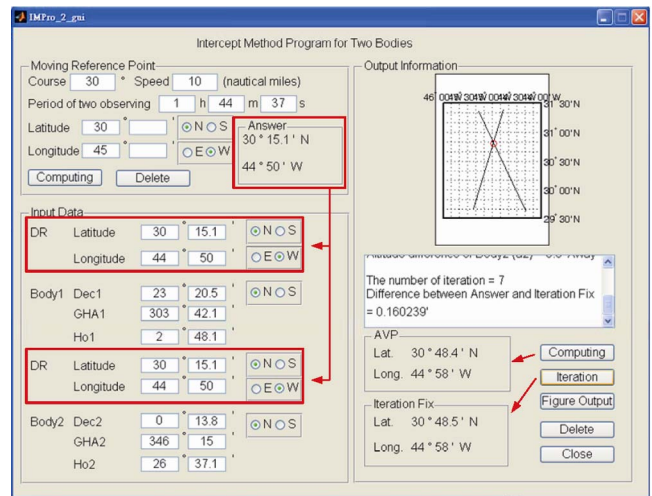 IMPro_2_gui
Intercept Method Program for Two Bodies
Moving Reference Point
Course 30 ° Speed 10 (nautical miles)
Period of two observing 1 h 44 m 37 s
Latitude 30 ° ' N S
Longitude 45 ° ' E W
Computing Delete
Answer
30 ° 15.1 ' N
44 ° 50 ' W
Input Data
DR Latitude 30 ° 15.1 ' N S
Longitude 44 ° 50 ' E W
Body1 Dec1 23 ° 20.5 ' N S
GHA1 303 ° 42.1 '
Ho1 2 ° 48.1 '
DR Latitude 30 ° 15.1 ' N S
Longitude 44 ° 50 ' E W
Body2 Dec2 0 ° 13.8 ' N S
GHA2 346 ° 15 '
Ho2 26 ° 37.1 '
Output Information
31° 30'N
31° 00'N
30° 30'N
30° 00'N
29° 30'N
The number of iteration = 7
Difference between Answer and Iteration Fix
= 0.160239'
AVP
Lat. 30 ° 48.4 ' N
Long. 44 ° 58 ' W
Iteration Fix
Lat. 30 ° 48.5 ' N
Long. 44 ° 58 ' W
Computing
Iteration
Figure Output
Delete
Close